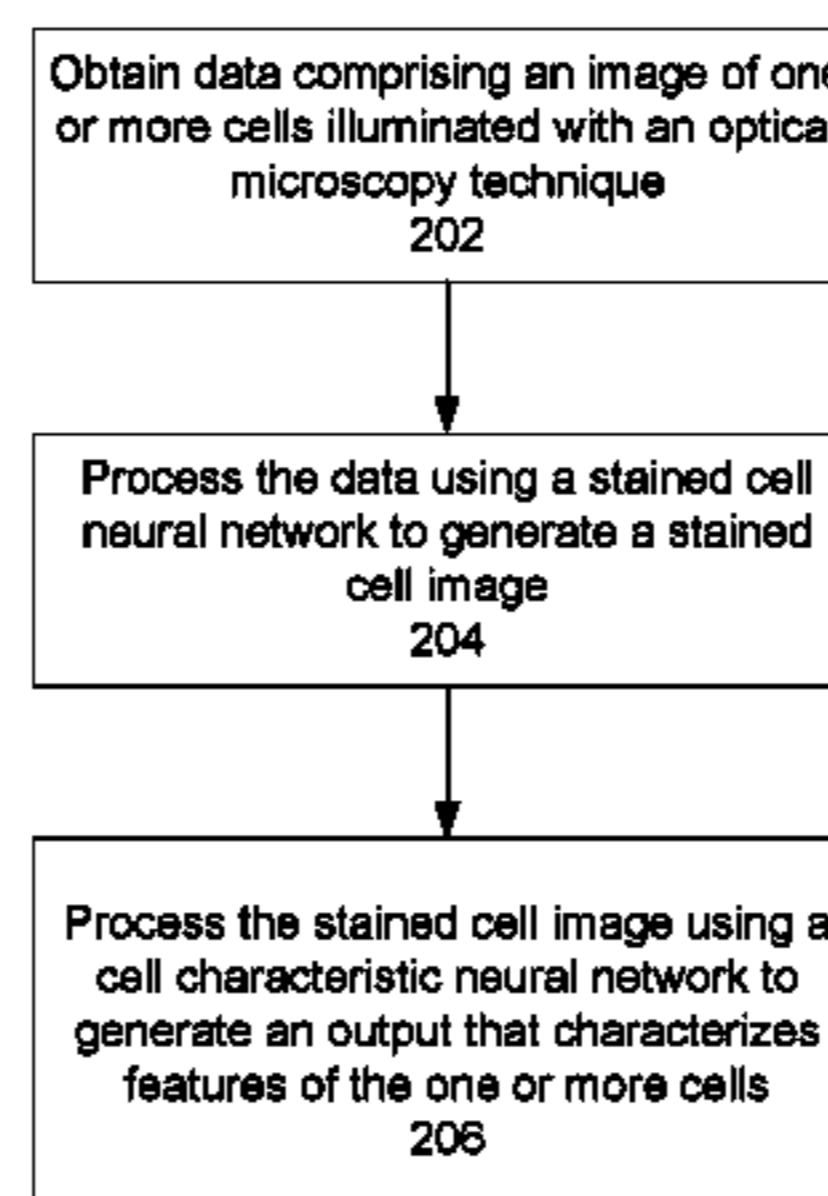 Obtain data comprising an image of one
or more cells illuminated with an optica
microscopy technique
202
Process the data using a stained cell
neural network to generate a stained
cell image
204
Process the stained cell image using a
cell characteristic neural network to
generate an output that characterizes
features of the one or more cells
206